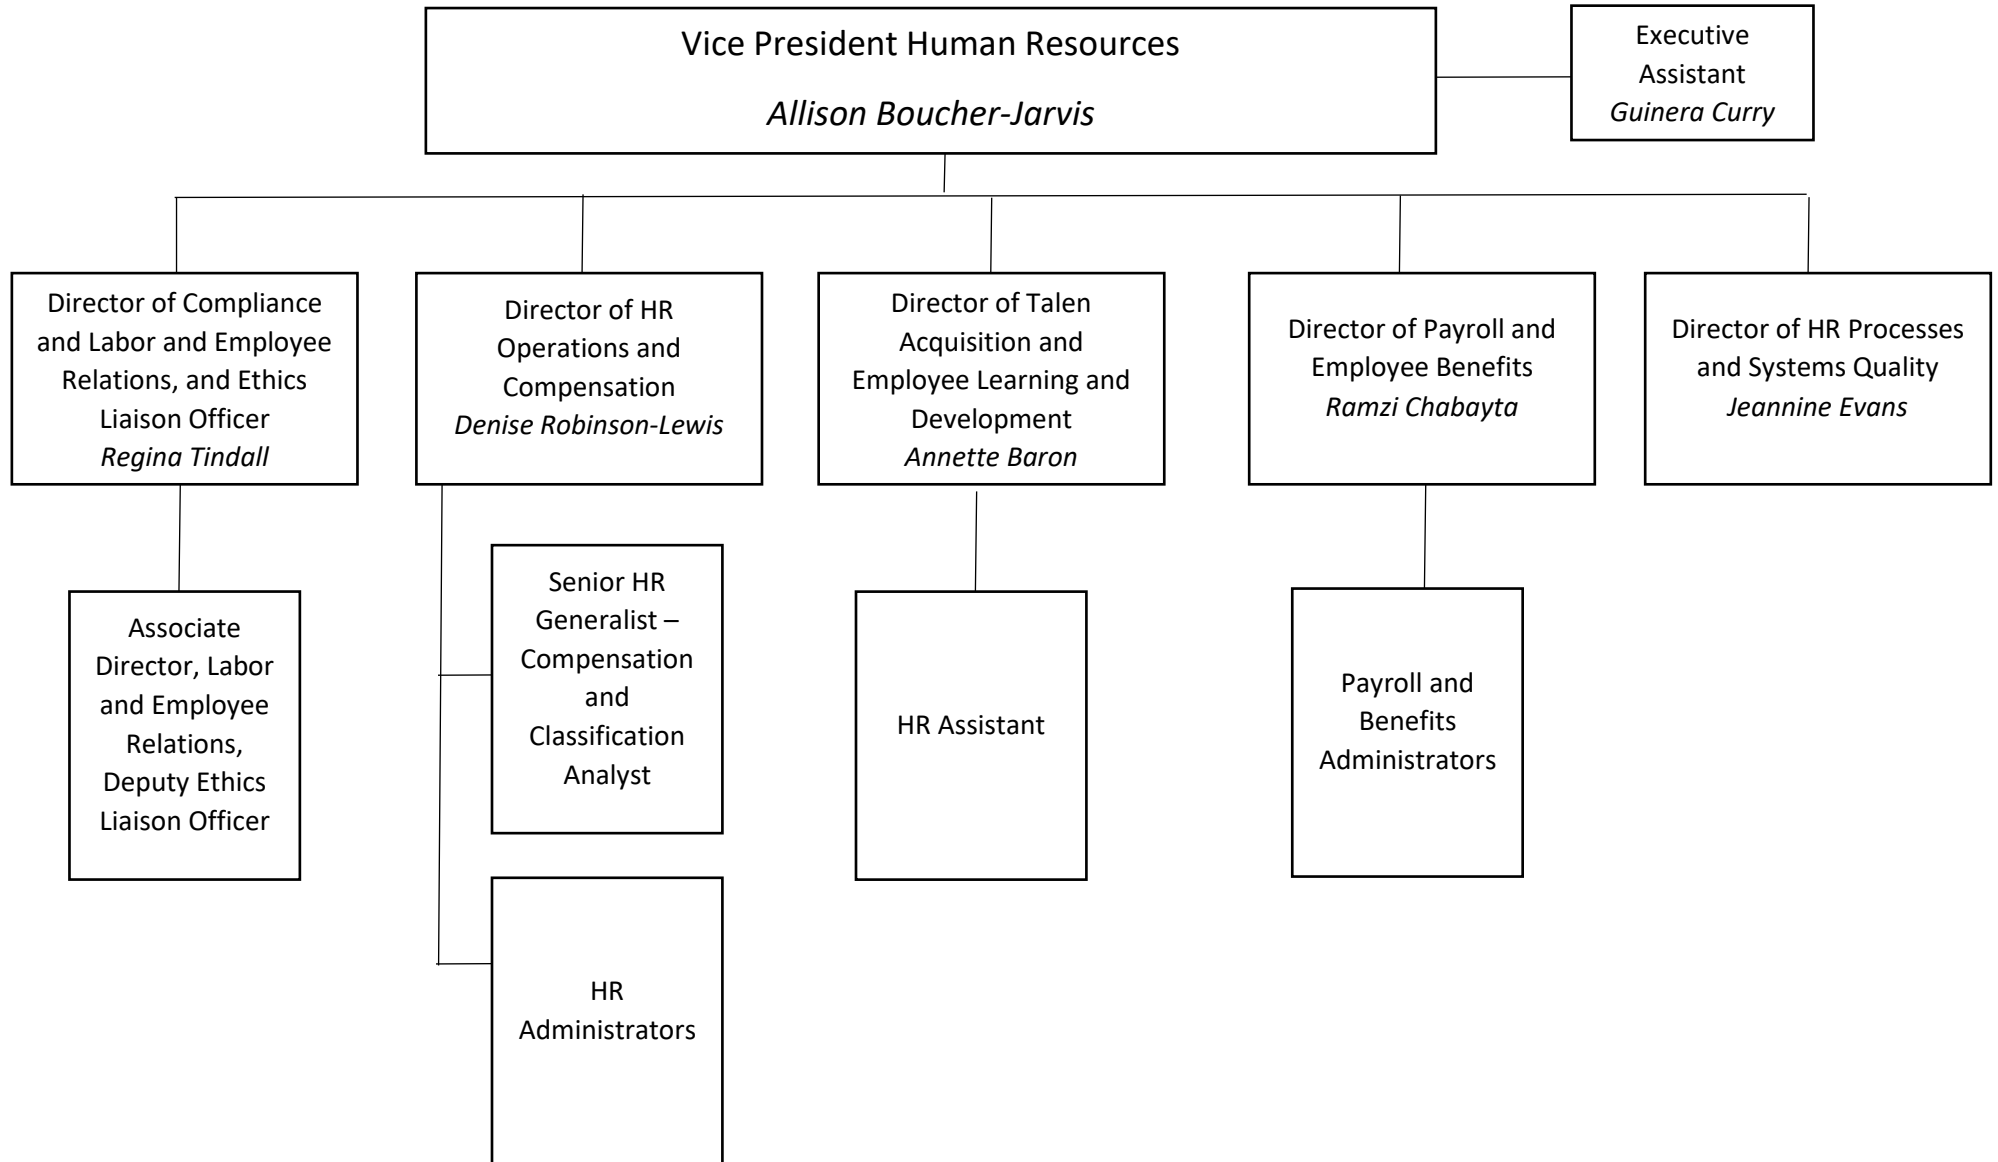 Vice President Human Resources
Allison Boucher-Jarvis
Executive
Assistant
Guinera Curry
Director of Compliance
and Labor and Employee
Relations, and Ethics
Liaison Officer
Regina Tindall
Director of HR
Operations and
Compensation
Denise Robinson-Lewis
Director of Talen
Acquisition and
Employee Learning and
Development
Annette Baron
Director of Payroll and
Employee Benefits
Ramzi Chabayta
Director of HR Processes
and Systems Quality
Jeannine Evans
Associate
Director, Labor
and Employee
Relations,
Deputy Ethics
Liaison Officer
Senior HR
Generalist –
Compensation
and
Classification
Analyst
HR Assistant
Payroll and
Benefits
Administrators
HR
Administrators